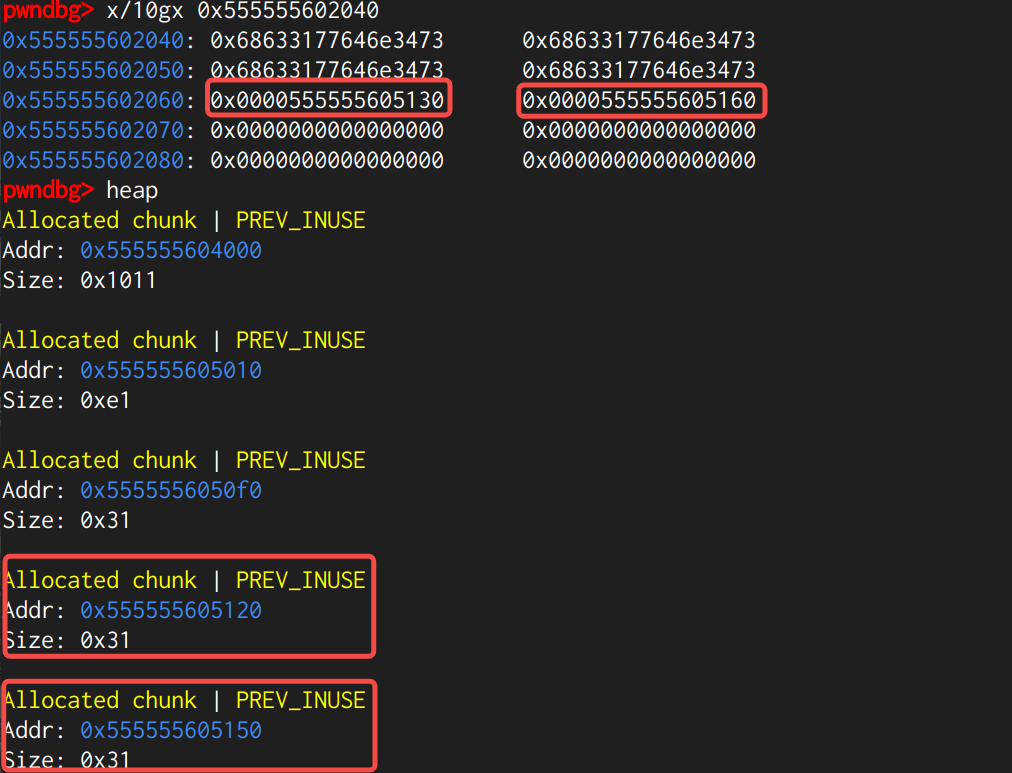 pwndbg> x/10gx 0x555555602040
0x555555602040: 0x68633177646e3473 0x68633177646e3473
0x555555602050: 0x68633177646e3473 0x68633177646e3473
0x555555602060: 0x0000555555605130 0x0000555555605160
0x555555602070: 0x0000000000000000 0x0000000000000000
0x555555602080: 0x0000000000000000 0x0000000000000000
pwndbg> heap
Allocated chunk | PREV_INUSE
Addr: 0x555555604000
Size: 0x1011
Allocated chunk | PREV_INUSE
Addr: 0x555555605010
Size: 0xe1
Allocated chunk | PREV_INUSE
Addr: 0x5555556050f0
Size: 0x31
Allocated chunk | PREV_INUSE
Addr: 0x555555605120
Size: 0x31
Allocated chunk | PREV_INUSE
Addr: 0x555555605150
Size: 0x31